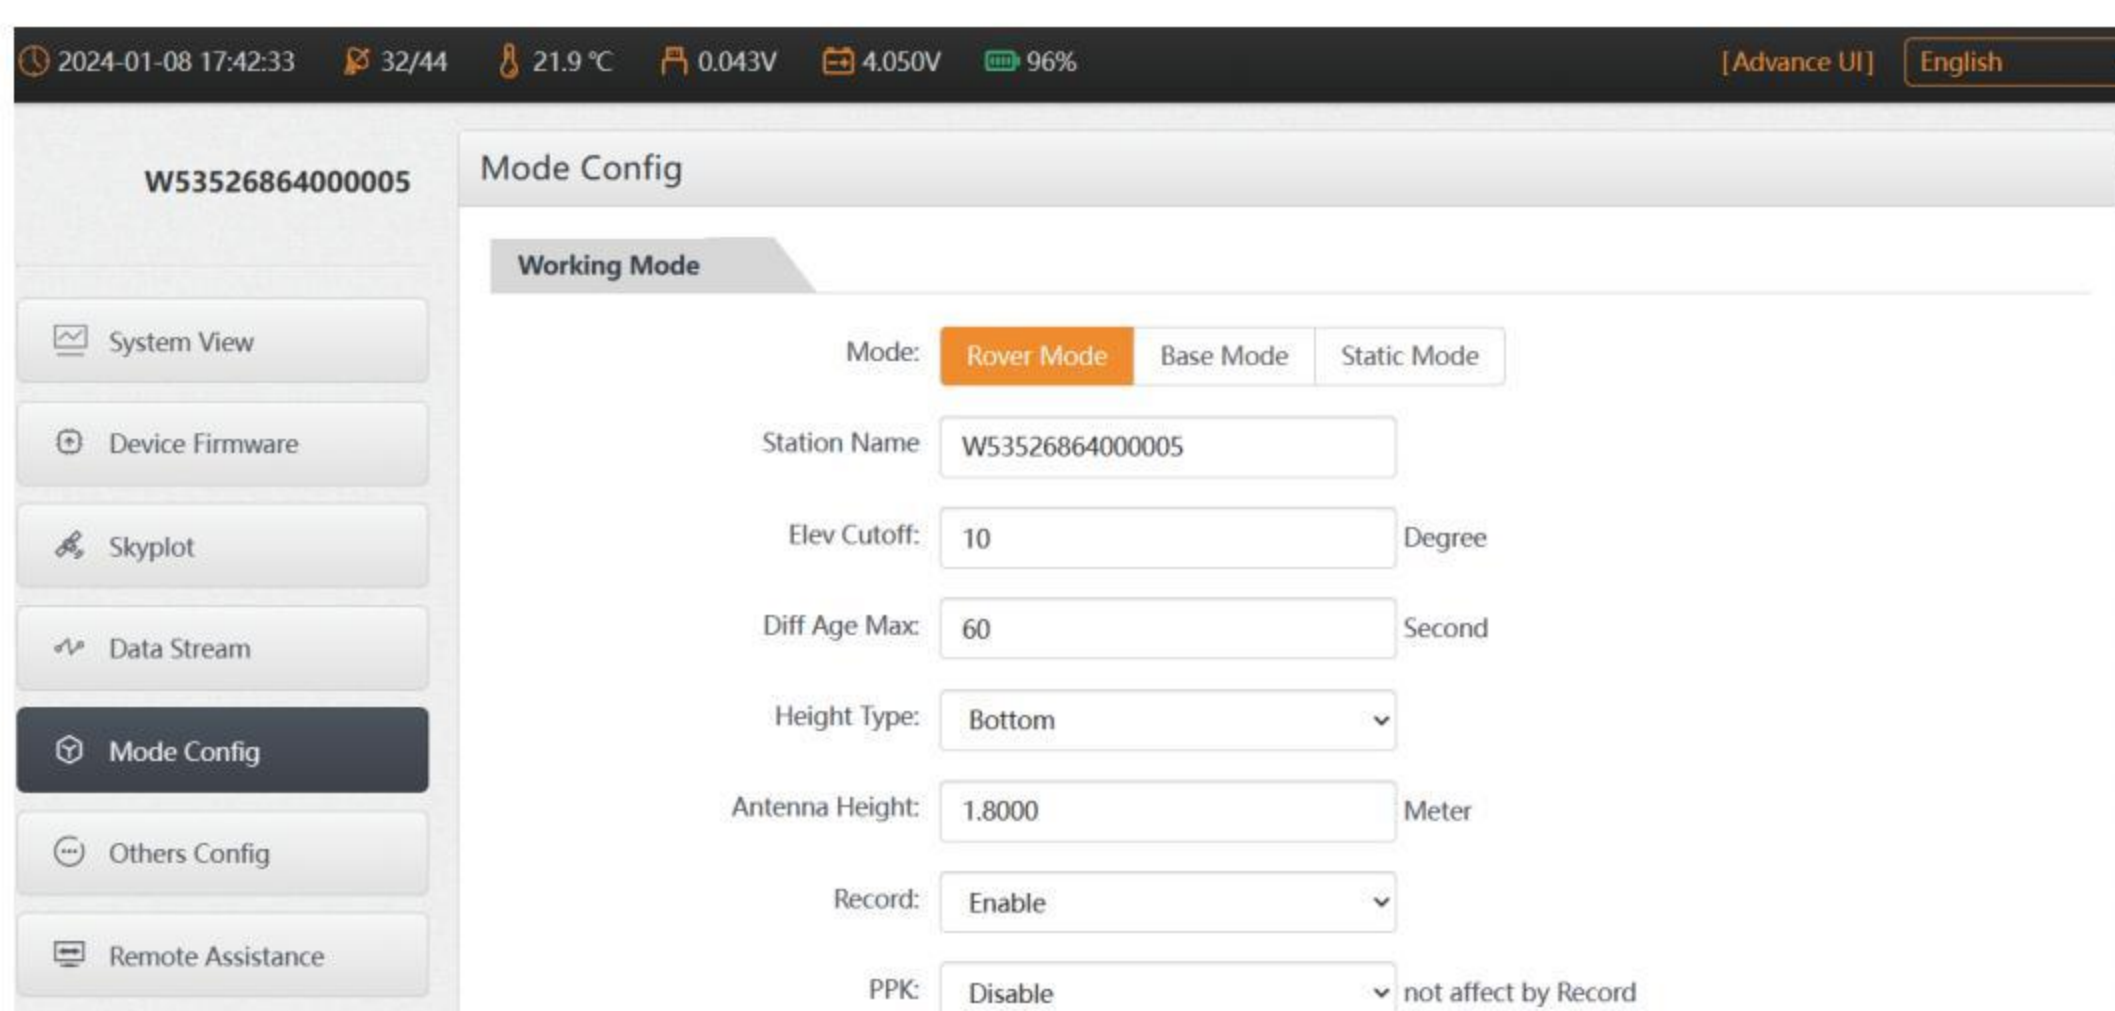 2024-01-08 17:42:33 32/44 21.9 ℃ 0.043V 4.050V 96% [Advance UI] English
W53526864000005
Mode Config
Working Mode
System View
Mode: Rover Mode Base Mode Static Mode
Device Firmware
Station Name W53526864000005
Skyplot
Elev Cutoff: 10 Degree
Data Stream
Diff Age Max: 60 Second
Mode Config
Height Type: Bottom
Others Config
Antenna Height: 1.8000 Meter
Record: Enable
Remote Assistance
PPK: Disable not affect by Record